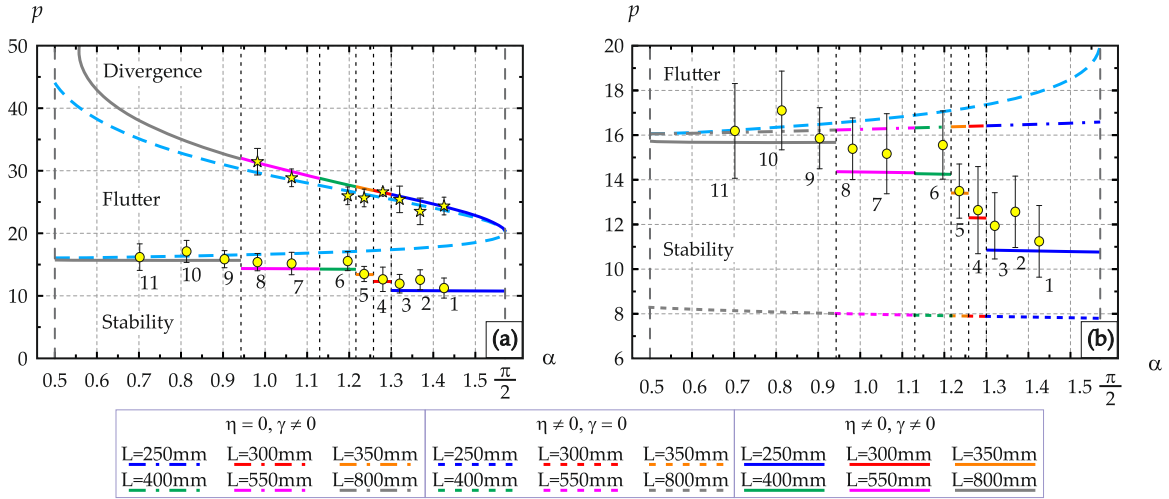 p
50
40
30
20
10
0
Divergence
Flutter
Stability
11 10 9 8 7 6 5 4 3 2 1
(a)
0.5 0.6 0.7 0.8 0.9 1.0 1.1 1.2 1.3 1.4 1.5 π/2
α
p
20
18
16
14
12
10
8
6
Flutter
Stability
11 10 9 8 7 6 5 4 3 2 1
(b)
0.5 0.6 0.7 0.8 0.9 1.0 1.1 1.2 1.3 1.4 1.5 π/2
α
η = 0, γ ≠ 0
L=250mm L=300mm L=350mm
L=400mm L=550mm L=800mm
η ≠ 0, γ = 0
L=250mm L=300mm L=350mm
L=400mm L=550mm L=800mm
η ≠ 0, γ ≠ 0
L=250mm L=300mm L=350mm
L=400mm L=550mm L=800mm